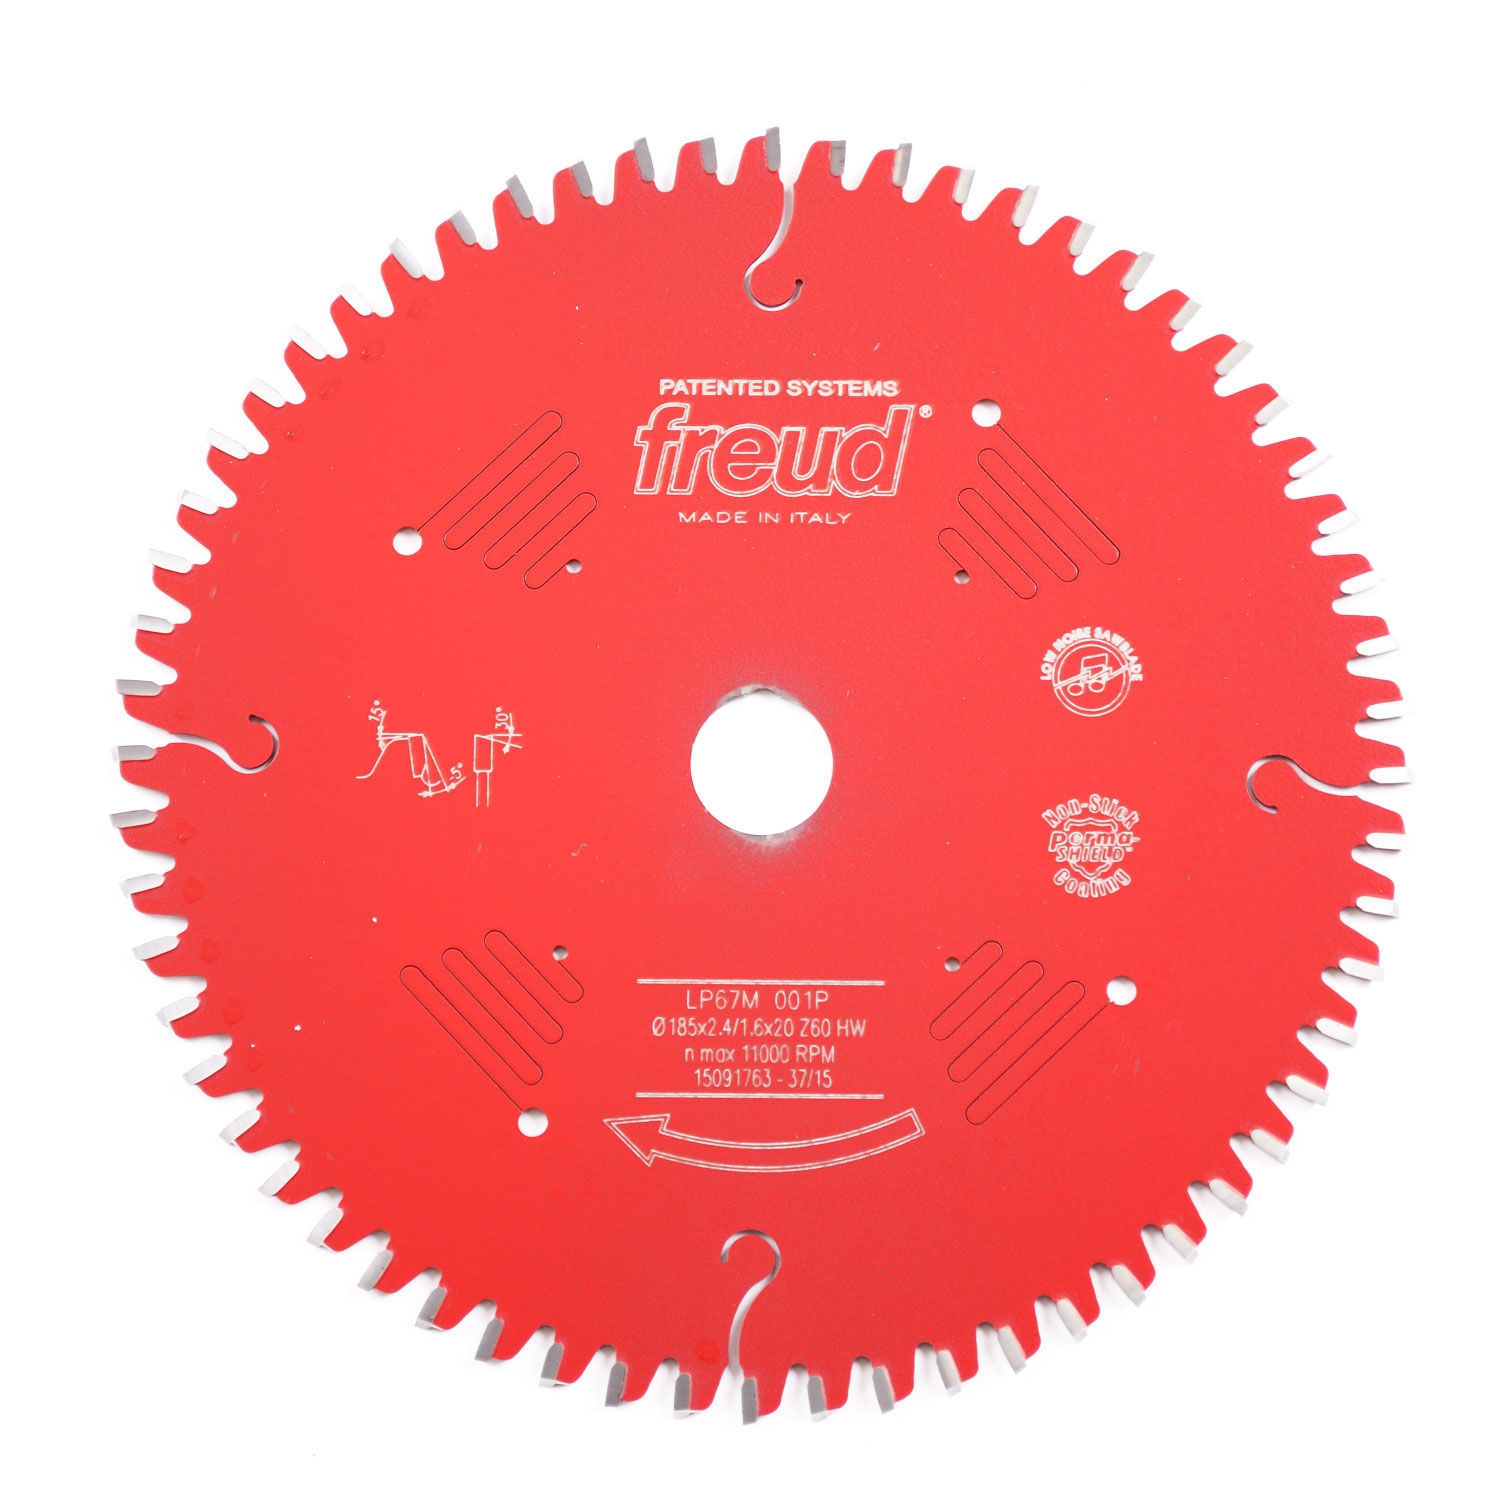 PATENTED SYSTEMS
freud®
MADE IN ITALY
LOW NOISE SAWBLADE
15°
-5°
30°
Non-Stick
perma-
SHIELD™
Coating
LP67M 001P
Ø185x2.4/1.6x20 Z60 HW
n max 11000 RPM
15091763 - 37/15